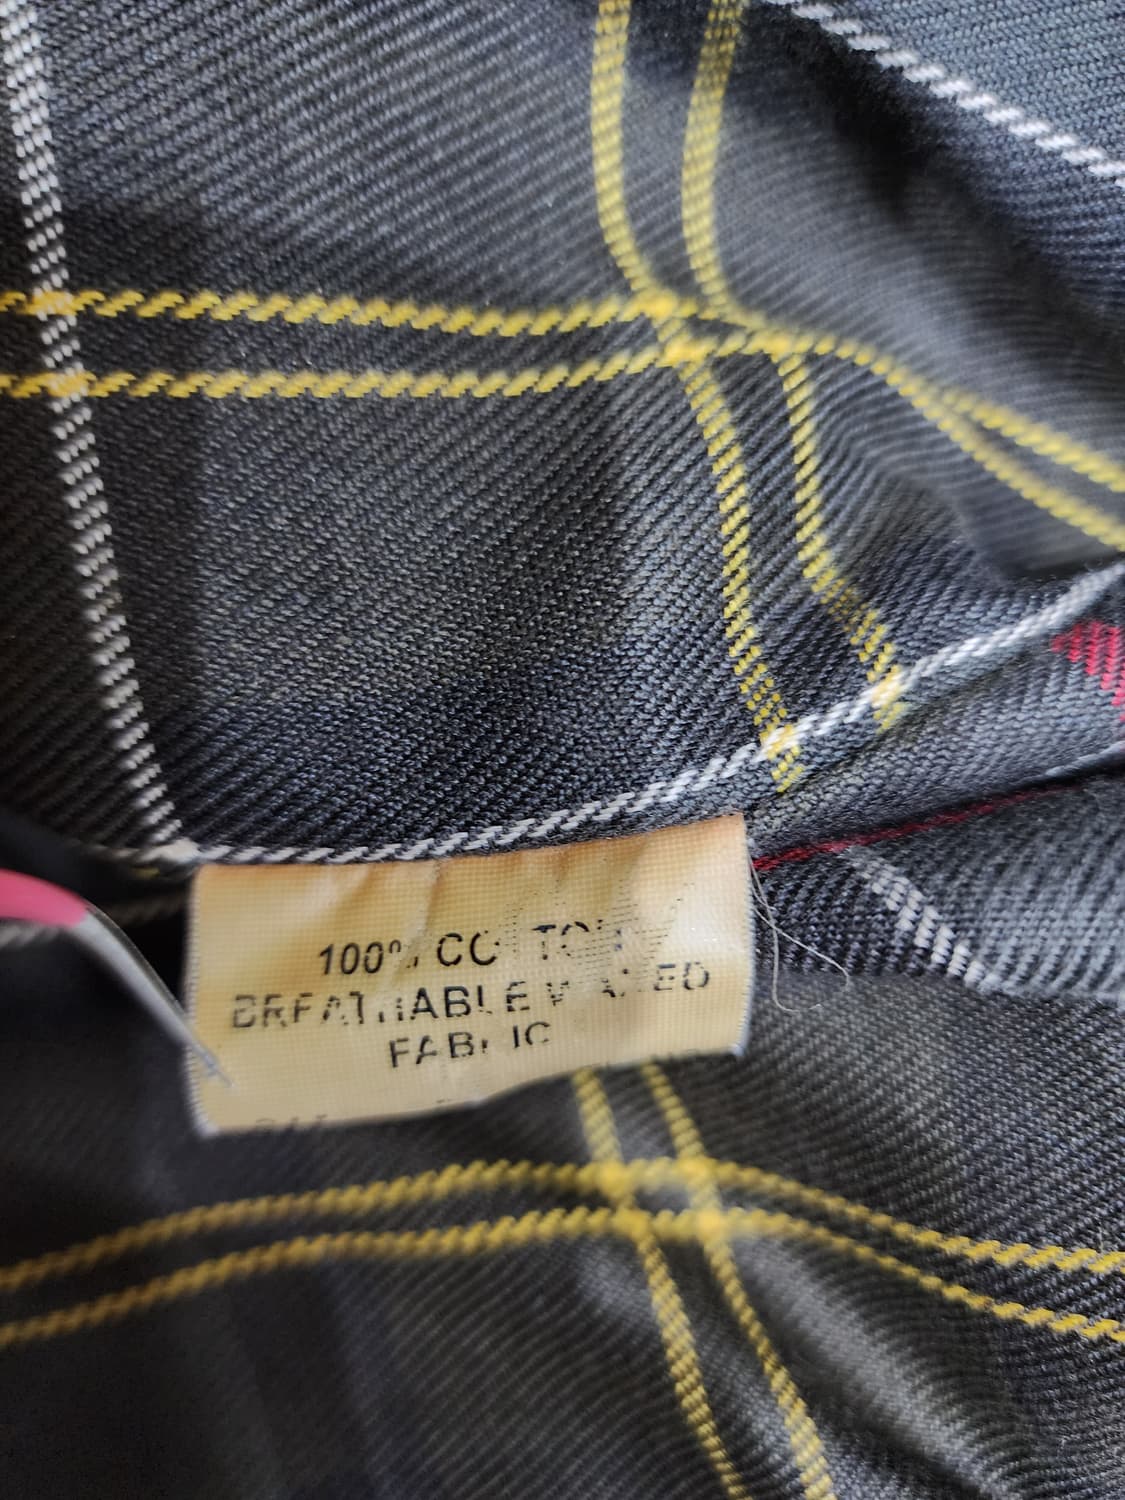 100% COTTON
BREATHABLE WAXED
FABRIC